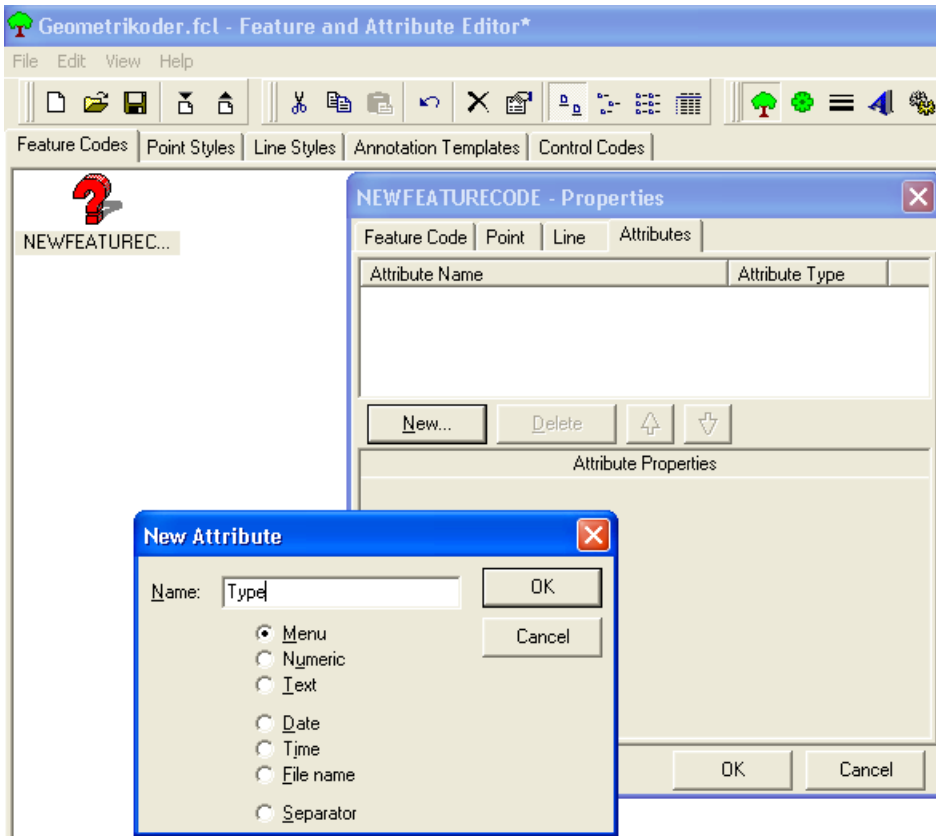 Geometrikoder.fcl - Feature and Attribute Editor*
File Edit View Help
Feature Codes Point Styles Line Styles Annotation Templates Control Codes
NEWFEATUREC...
NEWFEATURECODE - Properties
Feature Code Point Line Attributes
Attribute Name Attribute Type
New... Delete
Attribute Properties
New Attribute
Name: Type OK
Menu Cancel
Numeric
Text
Date
Time
File name
Separator
OK Cancel